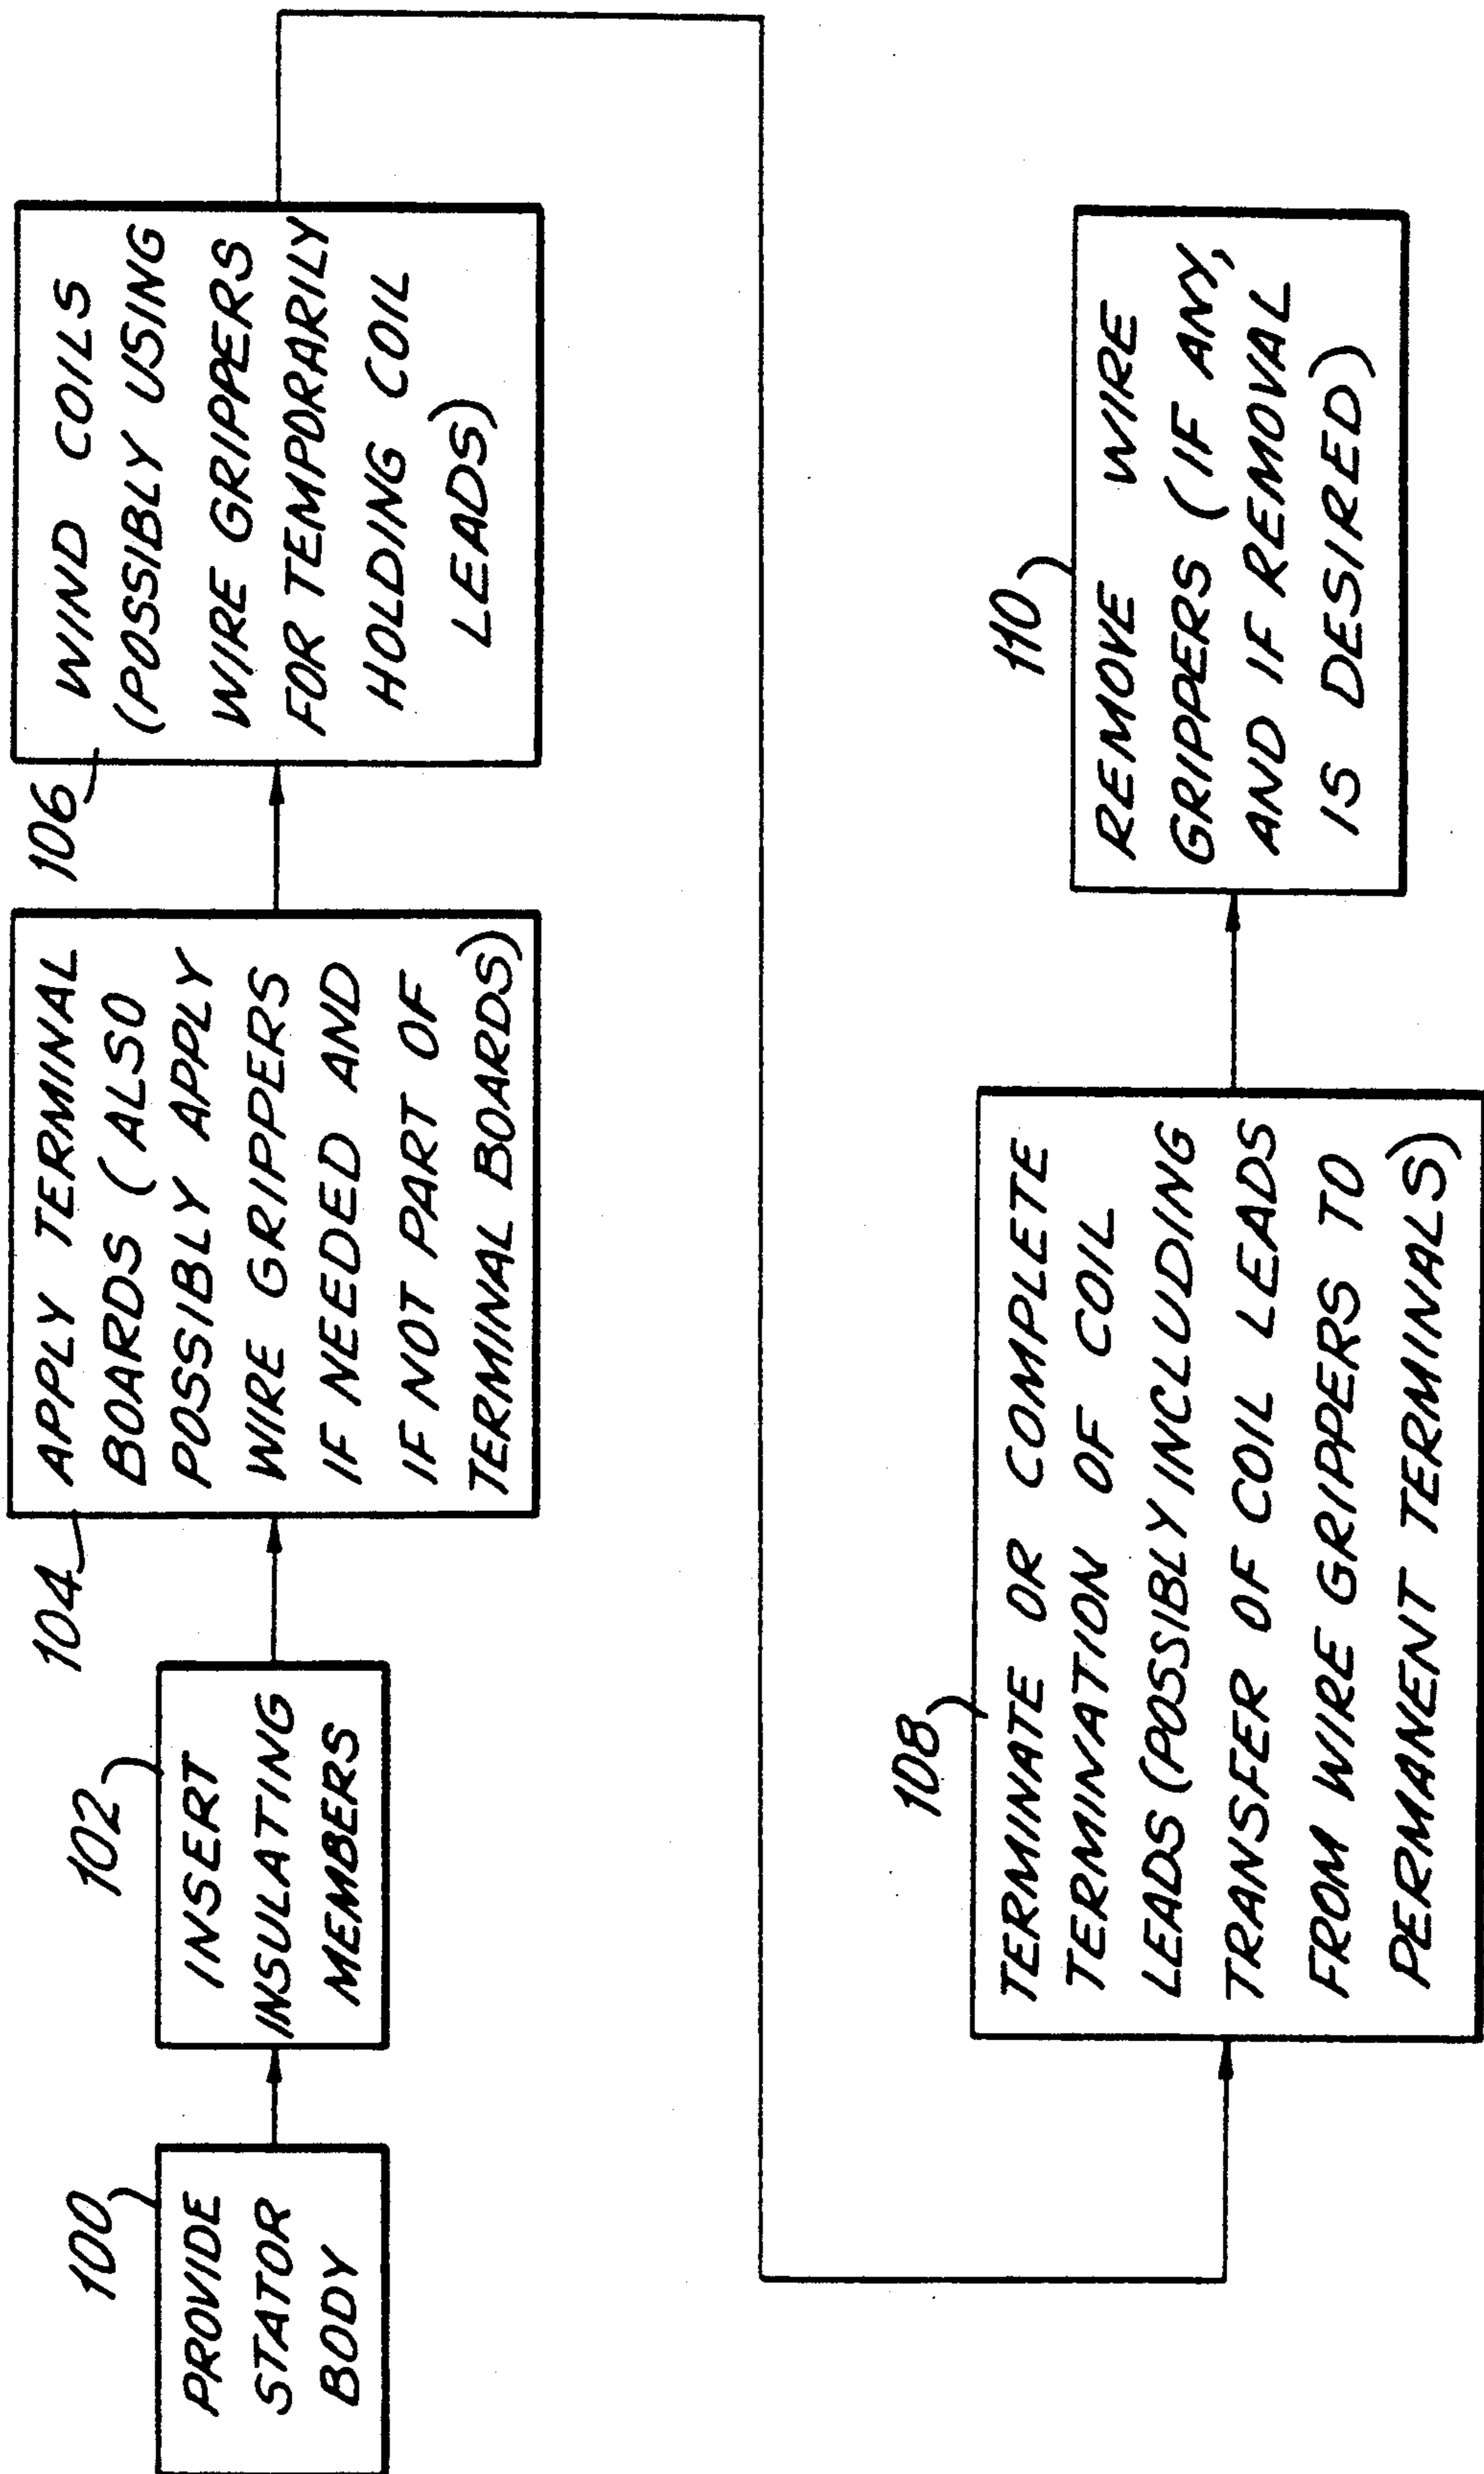 100
PROVIDE
STATOR
BODY
102
INSERT
INSULATING
MEMBERS
104
APPLY TERMINAL
BOARDS (ALSO
POSSIBLY APPLY
WIRE GRIPPERS
IF NEEDED AND
IF NOT PART OF
TERMINAL BOARDS)
106
WIND COILS
(POSSIBLY USING
WIRE GRIPPERS
FOR TEMPORARILY
HOLDING COIL
LEADS)
108
TERMINATE OR COMPLETE
TERMINATION OF COIL
LEADS (POSSIBLY INCLUDING
TRANSFER OF COIL LEADS
FROM WIRE GRIPPERS TO
PERMANENT TERMINALS)
110
REMOVE WIRE
GRIPPERS (IF ANY,
AND IF REMOVAL
IS DESIRED)